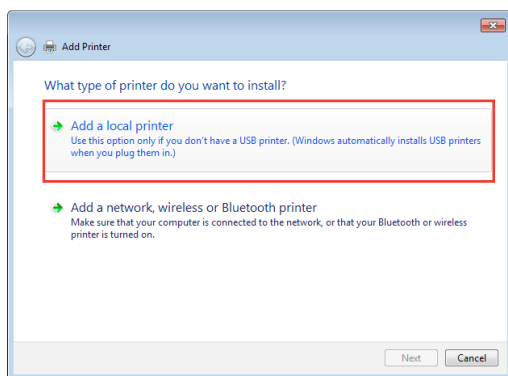 Add Printer
What type of printer do you want to install?
Add a local printer
Use this option only if you don't have a USB printer. (Windows automatically installs USB printers
when you plug them in.)
Add a network, wireless or Bluetooth printer
Make sure that your computer is connected to the network, or that your Bluetooth or wireless
printer is turned on.
Next
Cancel